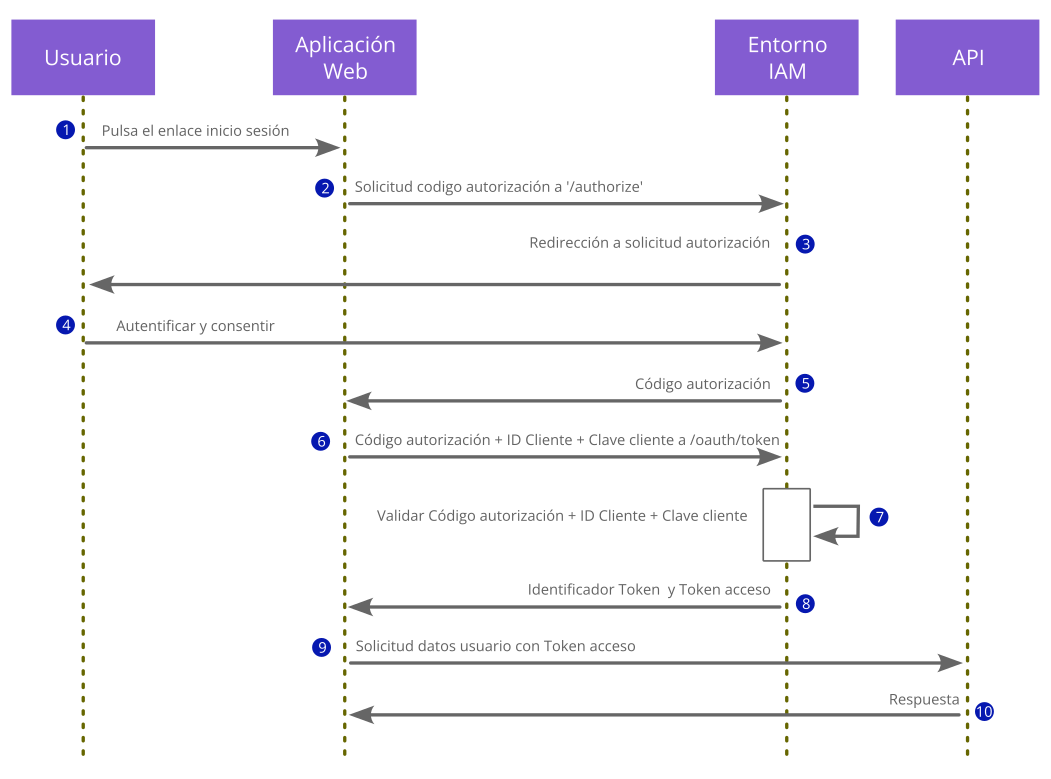 Usuario
Aplicación
Web
Entorno
IAM
API
1
Pulsa el enlace inicio sesión
2
Solicitud codigo autorización a '/authorize'
Redirección a solicitud autorización
3
4
Autentificar y consentir
Código autorización
5
6
Código autorización + ID Cliente + Clave cliente a /oauth/token
Validar Código autorización + ID Cliente + Clave cliente
7
Identificador Token y Token acceso
8
9
Solicitud datos usuario con Token acceso
Respuesta
10